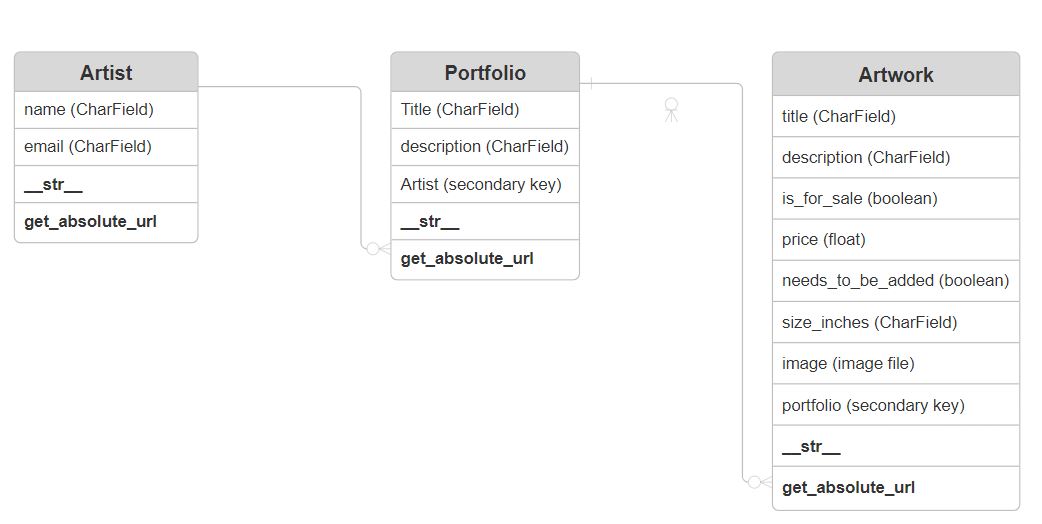 Artist
name (CharField)
email (CharField)
__str__
get_absolute_url
Portfolio
Title (CharField)
description (CharField)
Artist (secondary key)
__str__
get_absolute_url
Artwork
title (CharField)
description (CharField)
is_for_sale (boolean)
price (float)
needs_to_be_added (boolean)
size_inches (CharField)
image (image file)
portfolio (secondary key)
__str__
get_absolute_url